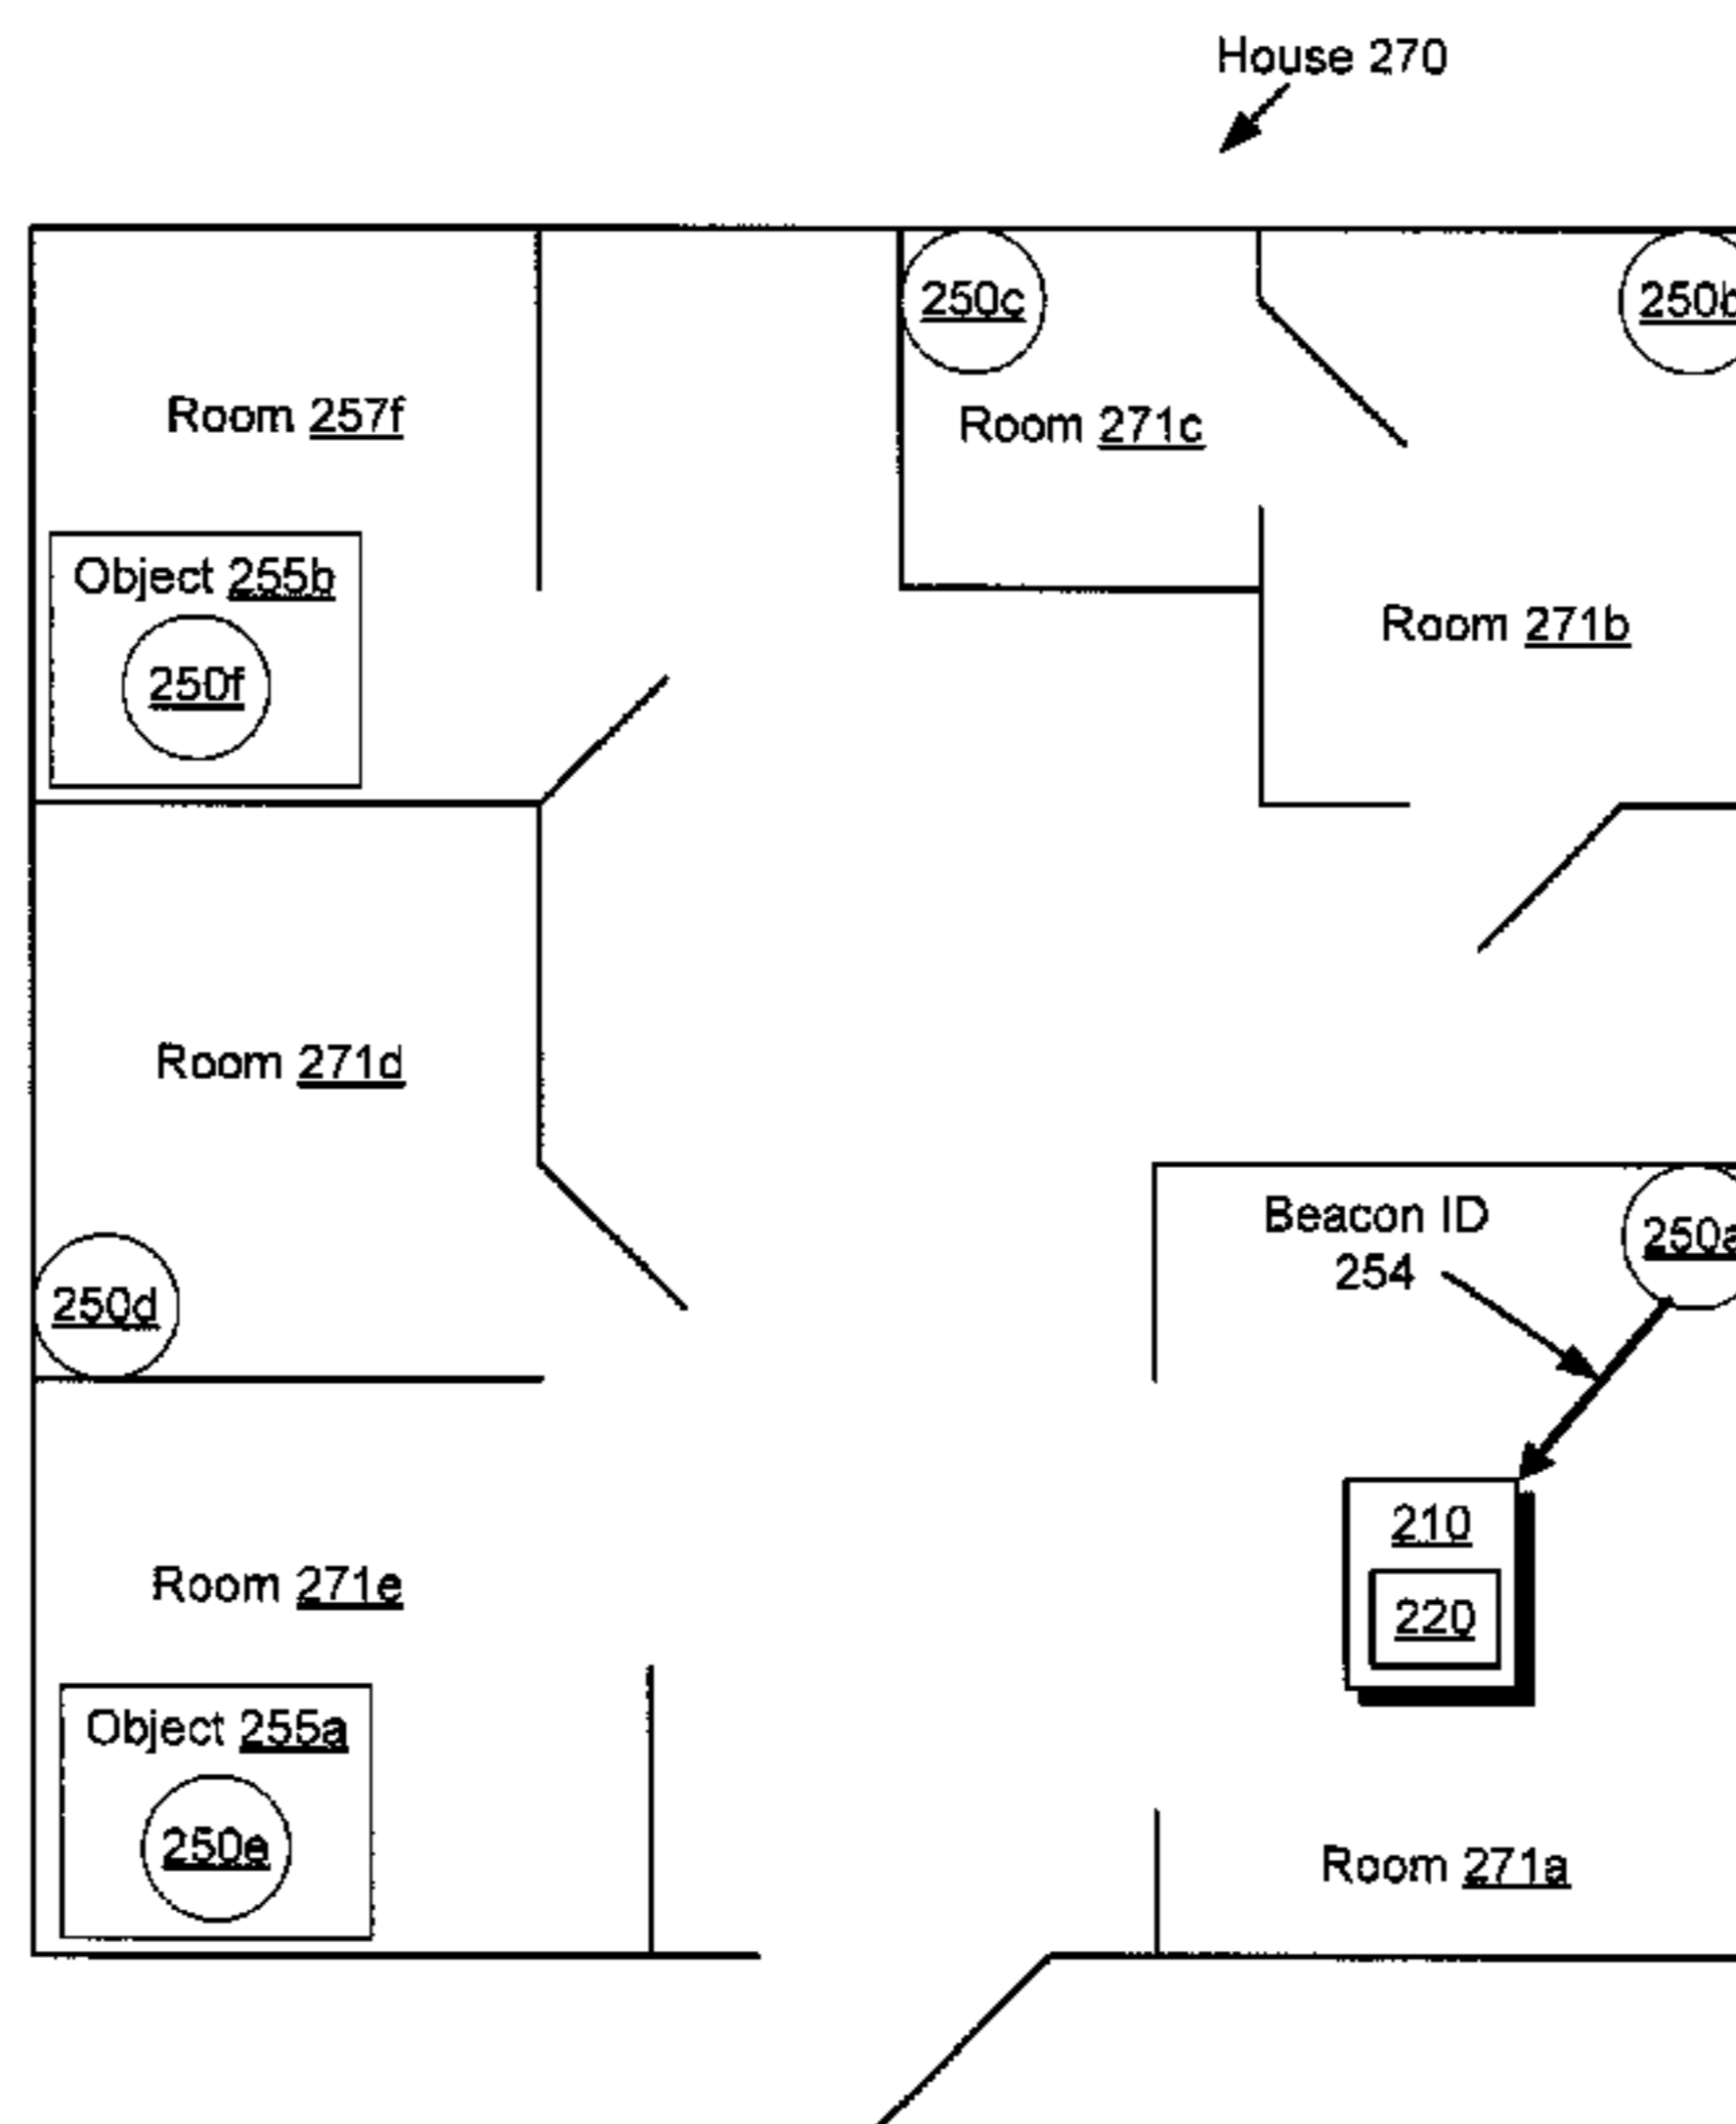 House 270
250c
250b
Room 257f
Room 271c
Object 255b
250f
Room 271b
Room 271d
Beacon ID
254
250a
250d
210
220
Room 271e
Object 255a
250e
Room 271a